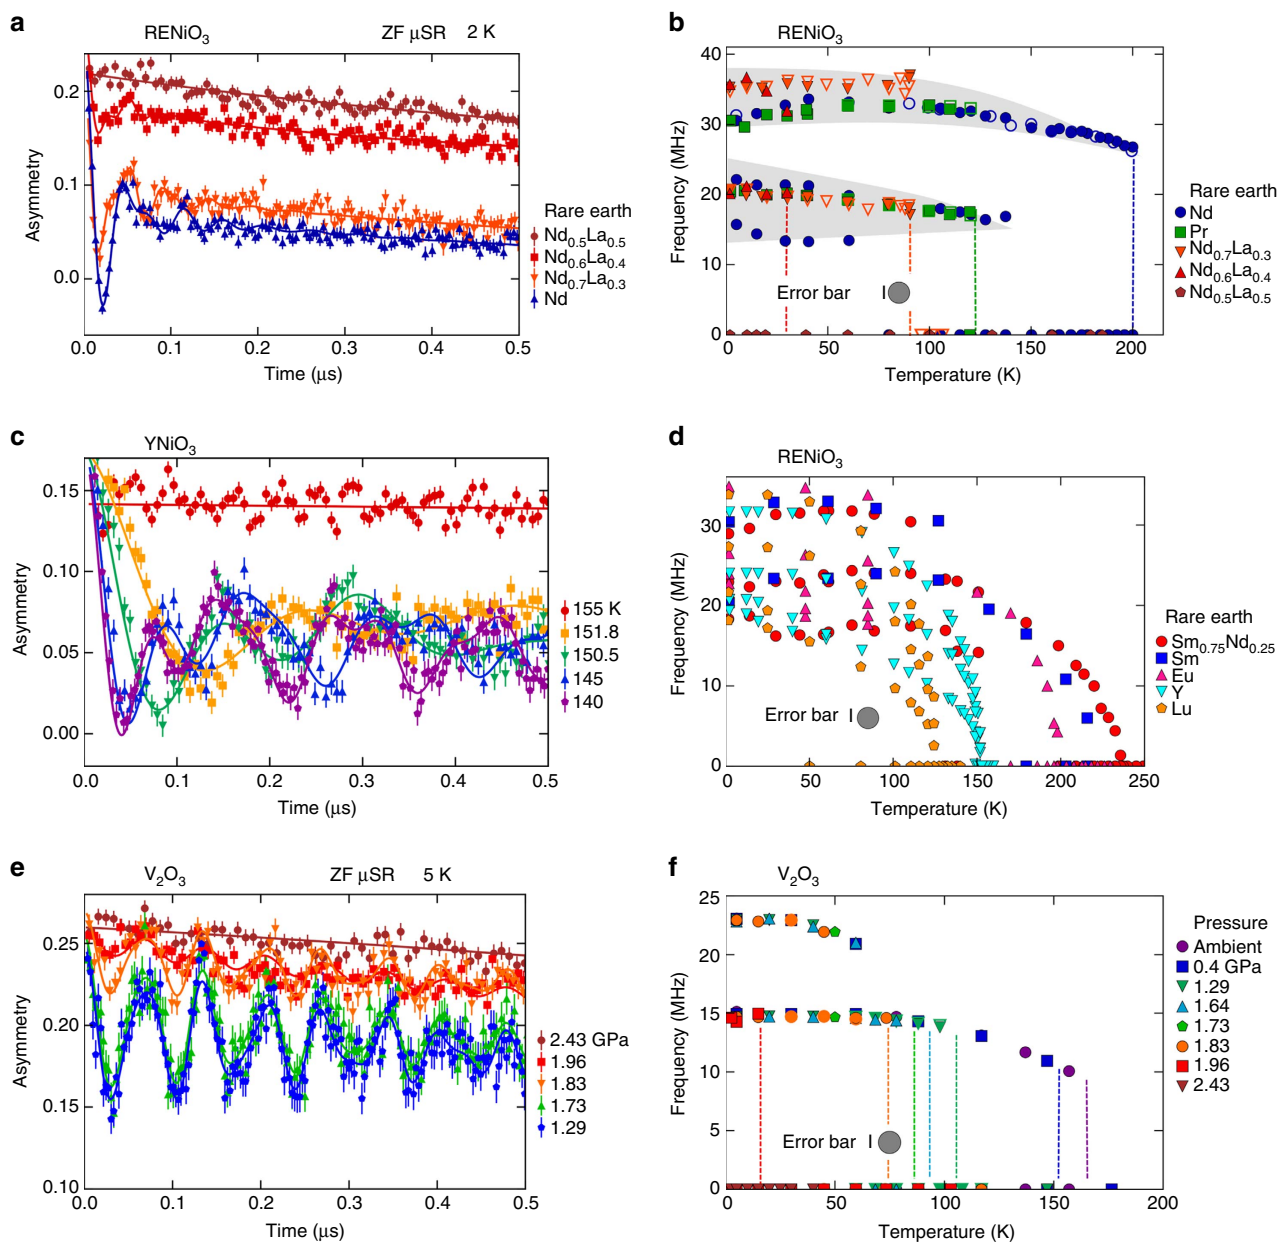 a
RENiO3 ZF μSR 2 K
Asymmetry
0.2
0.1
0.0
0.0 0.1 0.2 0.3 0.4 0.5
Time (μs)
Rare earth
Nd0.5La0.5
Nd0.6La0.4
Nd0.7La0.3
Nd
b
RENiO3
Frequency (MHz)
40
30
20
10
0
0 50 100 150 200
Temperature (K)
Error bar
Rare earth
Nd
Pr
Nd0.7La0.3
Nd0.6La0.4
Nd0.5La0.5
c
YNiO3
Asymmetry
0.15
0.10
0.05
0.00
0.0 0.1 0.2 0.3 0.4 0.5
Time (μs)
155 K
151.8
150.5
145
140
d
RENiO3
Frequency (MHz)
30
20
10
0
0 50 100 150 200 250
Temperature (K)
Error bar
Rare earth
Sm0.75Nd0.25
Sm
Eu
Y
Lu
e
V2O3 ZF μSR 5 K
Asymmetry
0.25
0.20
0.15
0.10
0.0 0.1 0.2 0.3 0.4 0.5
Time (μs)
2.43 GPa
1.96
1.83
1.73
1.29
f
V2O3
Frequency (MHz)
25
20
15
10
5
0
0 50 100 150 200
Temperature (K)
Error bar
Pressure
Ambient
0.4 GPa
1.29
1.64
1.73
1.83
1.96
2.43